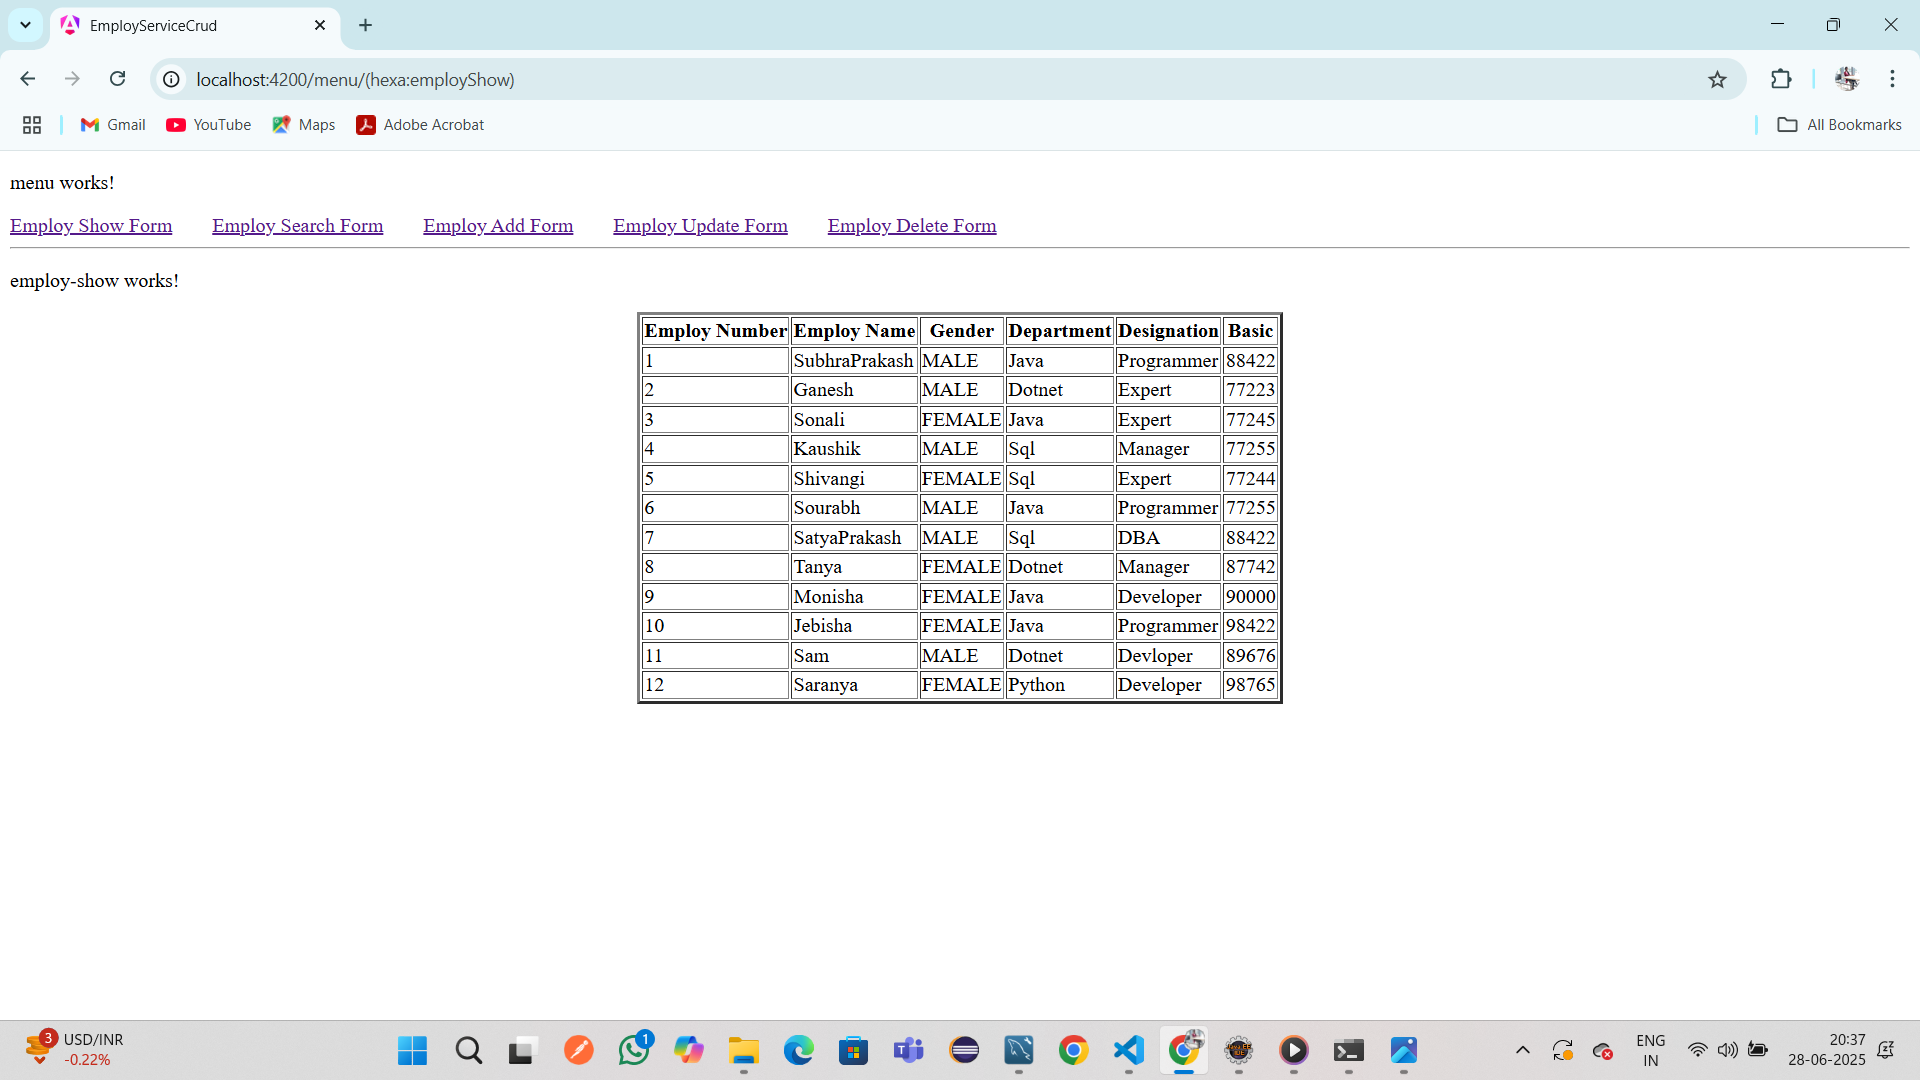 EmployServiceCrud
localhost:4200/menu/(hexa:employShow)
Gmail YouTube Maps Adobe Acrobat All Bookmarks
menu works!
Employ Show Form Employ Search Form Employ Add Form Employ Update Form Employ Delete Form
employ-show works!
Employ Number Employ Name Gender Department Designation Basic
1 SubhraPrakash MALE Java Programmer 88422
2 Ganesh MALE Dotnet Expert 77223
3 Sonali FEMALE Java Expert 77245
4 Kaushik MALE Sql Manager 77255
5 Shivangi FEMALE Sql Expert 77244
6 Sourabh MALE Java Programmer 77255
7 SatyaPrakash MALE Sql DBA 88422
8 Tanya FEMALE Dotnet Manager 87742
9 Monisha FEMALE Java Developer 90000
10 Jebisha FEMALE Java Programmer 98422
11 Sam MALE Dotnet Devloper 89676
12 Saranya FEMALE Python Developer 98765
3 USD/INR 1 ENG 20:37
-0.22% IN 28-06-2025